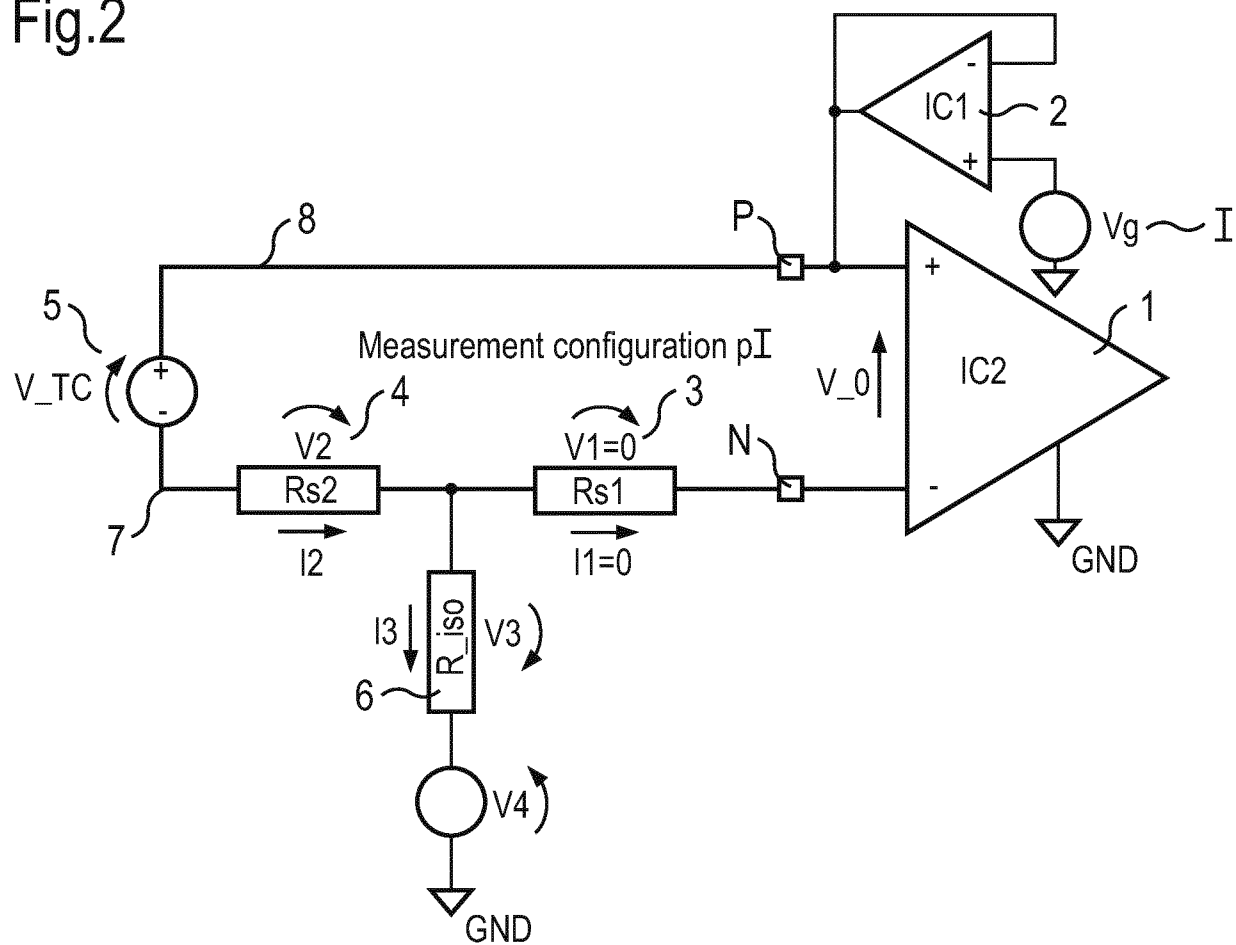 Fig.2
-
IC1
2
+
8
P
Vg
I
+
1
5
Measurement configuration pI
V_0
IC2
+
V_TC
-
4
3
V2
V1=0
N
Rs2
Rs1
-
7
I2
I1=0
GND
I3
R_iso
V3
6
V4
GND